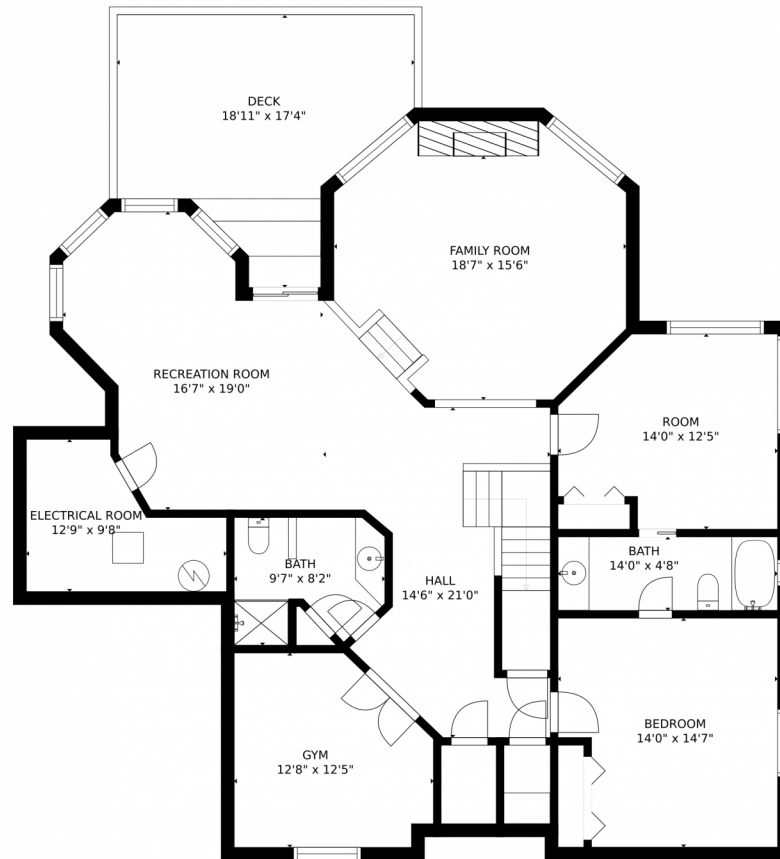 DECK
18'11" x 17'4"
FAMILY ROOM
18'7" x 15'6"
RECREATION ROOM
16'7" x 19'0"
ROOM
14'0" x 12'5"
ELECTRICAL ROOM
12'9" x 9'8"
BATH
9'7" x 8'2"
BATH
14'0" x 4'8"
HALL
14'6" x 21'0"
BEDROOM
14'0" x 14'7"
GYM
12'8" x 12'5"